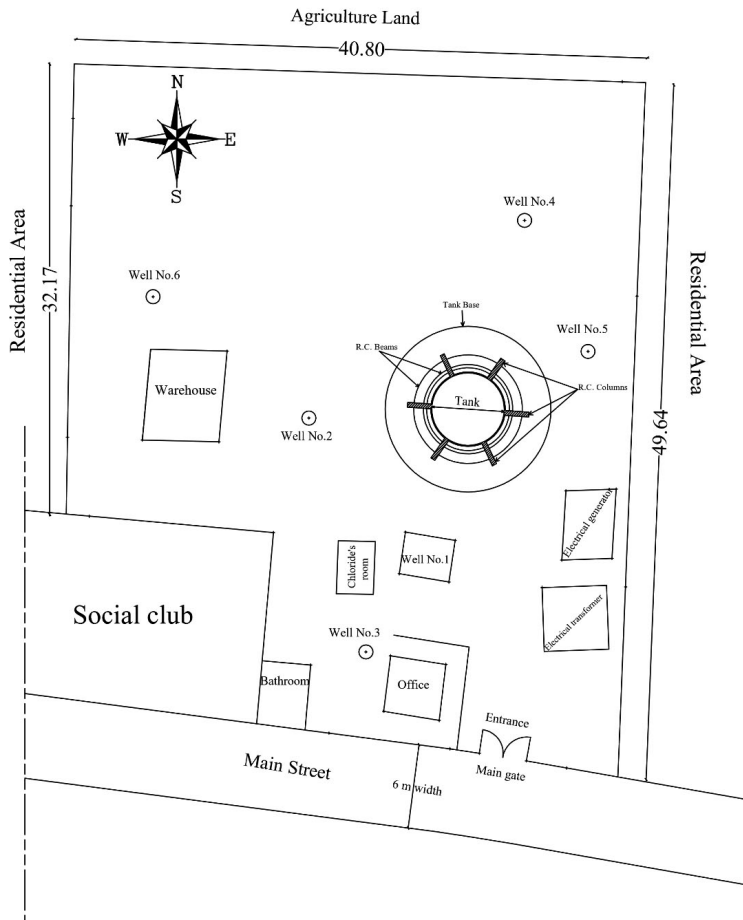 Agriculture Land
40.80
N
W E
S
Well No.4
Residential Area
32.17
Well No.6
Residential Area
49.64
Tank Base
Well No.5
R.C. Beams
Warehouse
Tank
R.C. Columns
Well No.2
Electrical generator
Chloride's
room
Well No.1
Social club
Electrical transformer
Well No.3
Bathroom
Office
Entrance
Main Street
Main gate
6 m width